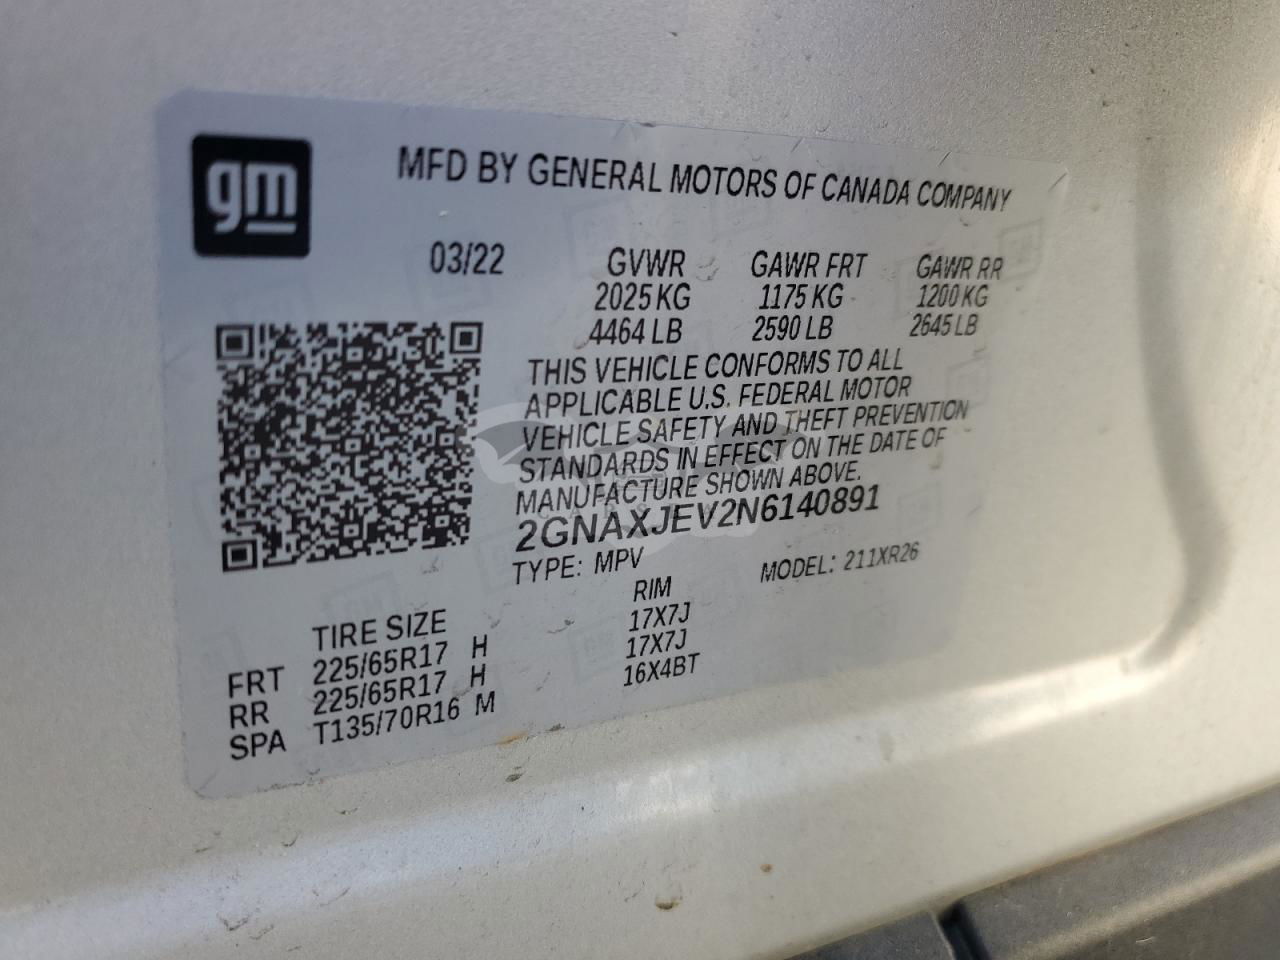 gm
MFD BY GENERAL MOTORS OF CANADA COMPANY
03/22 GVWR GAWR FRT GAWR RR
2025 KG 1175 KG 1200 KG
4464 LB 2590 LB 2645 LB
THIS VEHICLE CONFORMS TO ALL
APPLICABLE U.S. FEDERAL MOTOR
VEHICLE SAFETY AND THEFT PREVENTION
STANDARDS IN EFFECT ON THE DATE OF
MANUFACTURE SHOWN ABOVE.
2GNAXJEV2N6140891
TYPE: MPV MODEL: 211XR26
TIRE SIZE RIM
FRT 225/65R17 H 17X7J
RR 225/65R17 H 17X7J
SPA T135/70R16 M 16X4BT